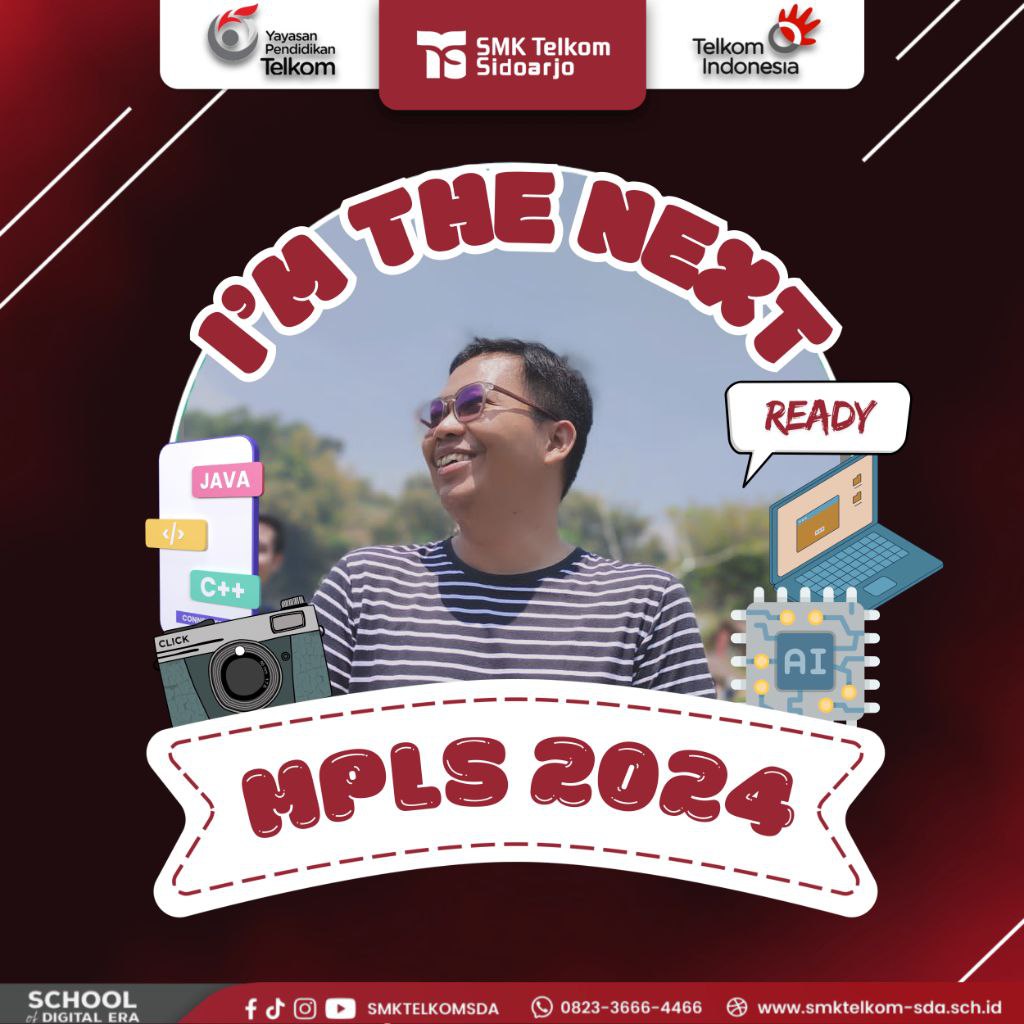 Yayasan
Pendidikan
Telkom
SMK Telkom
Sidoarjo
Telkom
Indonesia
I'M THE NEXT
READY
JAVA
</>
C++
CLICK
AI
MPLS 2024
SCHOOL
of DIGITAL ERA
SMKTELKOMSDA
0823-3666-4466
www.smktelkom-sda.sch.id